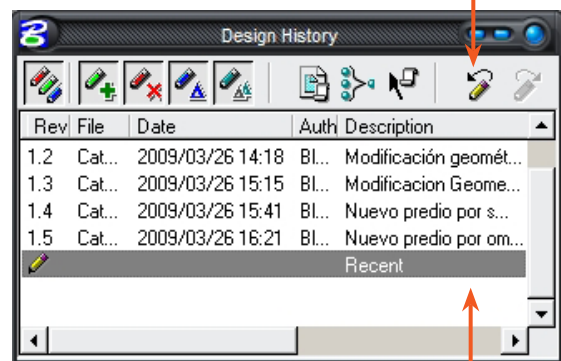 Design History
Rev File Date Auth Description
1.2 Cat... 2009/03/26 14:18 Bl... Modificación geomét...
1.3 Cat... 2009/03/26 15:15 Bl... Modificacion Geome...
1.4 Cat... 2009/03/26 15:41 Bl... Nuevo predio por s...
1.5 Cat... 2009/03/26 16:21 Bl... Nuevo predio por om...
Recent